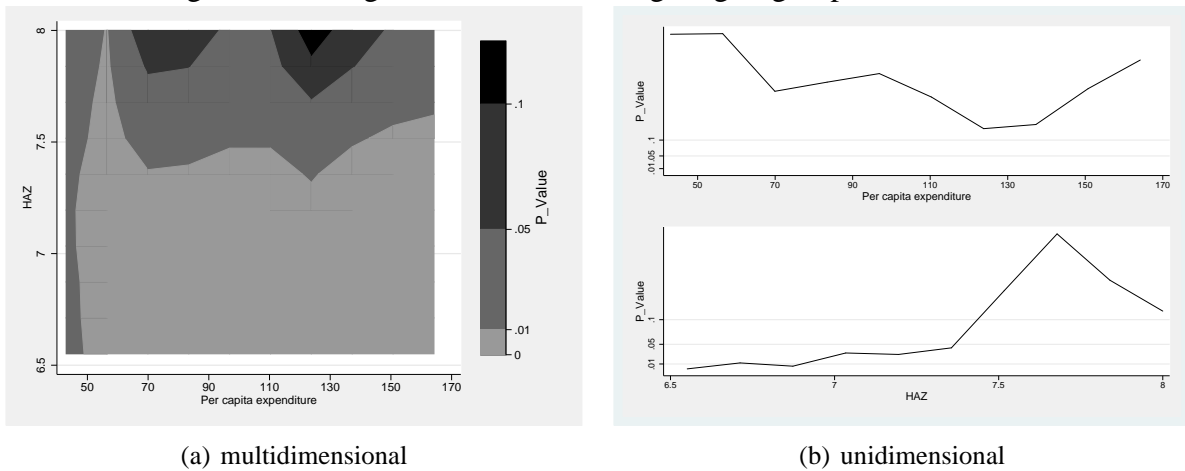 8
7.5
7
6.5
HAZ
50 70 90 110 130 150 170
Per capita expenditure
.1
.05
.01
0
P_Value
(a) multidimensional
P_Value
.1
.05
.01
50 70 90 110 130 150 170
Per capita expenditure
P_Value
.1
.05
.01
6.5 7 7.5 8
HAZ
(b) unidimensional